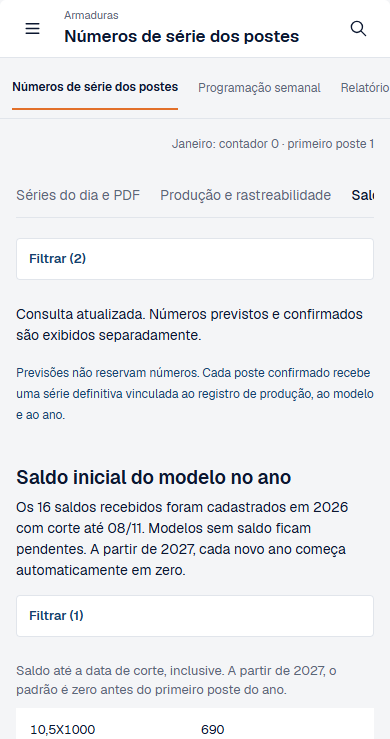 Armaduras
Números de série dos postes
Números de série dos postes Programação semanal Relatório
Janeiro: contador 0 · primeiro poste 1
Séries do dia e PDF Produção e rastreabilidade
Filtrar (2)
Consulta atualizada. Números previstos e confirmados
são exibidos separadamente.
Previsões não reservam números. Cada poste confirmado recebe
uma série definitiva vinculada ao registro de produção, ao modelo
e ao ano.
Saldo inicial do modelo no ano
Os 16 saldos recebidos foram cadastrados em 2026
com corte até 08/11. Modelos sem saldo ficam
pendentes. A partir de 2027, cada novo ano começa
automaticamente em zero.
Filtrar (1)
Saldo até a data de corte, inclusive. A partir de 2027, o
padrão é zero antes do primeiro poste do ano.
10,5X1000 690